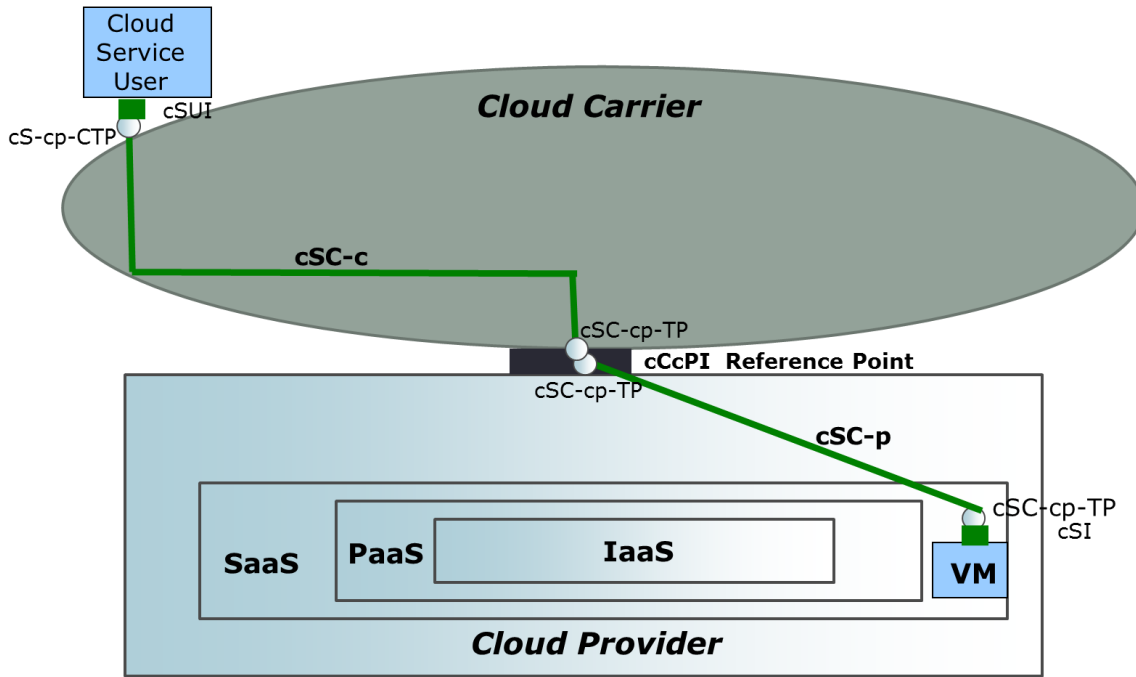 Cloud
Service
User
cSUI
cS-cp-CTP
Cloud Carrier
cSC-c
cSC-cp-TP
cCcPI Reference Point
cSC-cp-TP
cSC-p
cSC-cp-TP
cSI
SaaS
PaaS
IaaS
VM
Cloud Provider